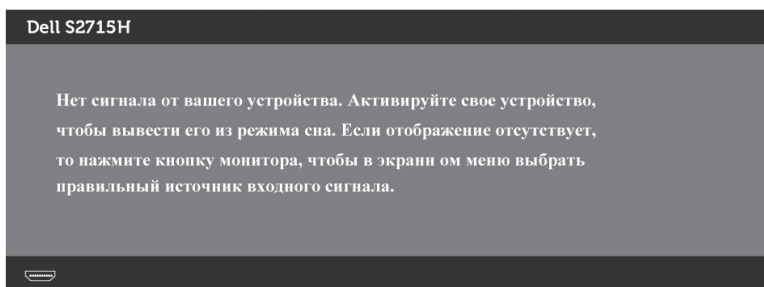 Dell S2715H
Нет сигнала от вашего устройства. Активируйте свое устройство,
чтобы вывести его из режима сна. Если отображение отсутствует,
то нажмите кнопку монитора, чтобы в экранн ом меню выбрать
правильный источник входного сигнала.